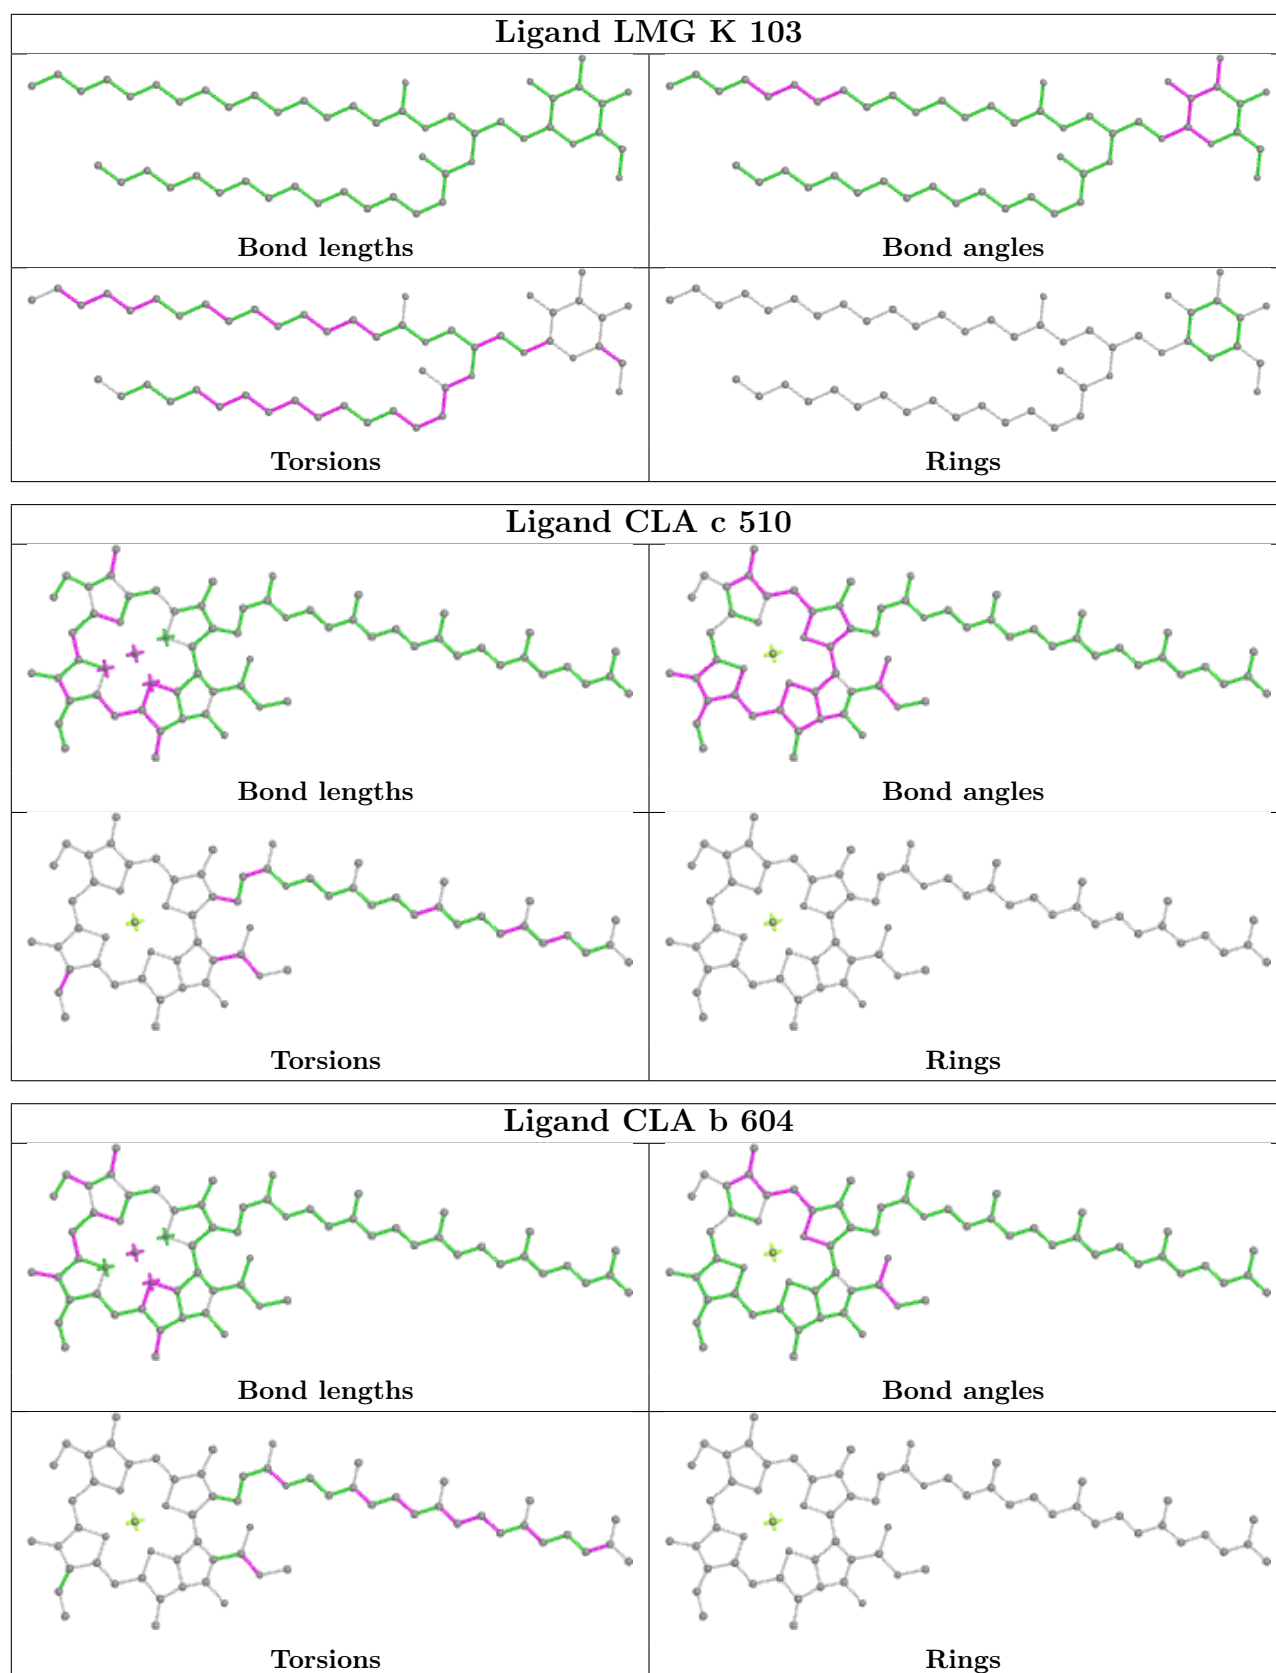 Ligand LMG K 103
Bond lengths
Bond angles
Torsions
Rings
Ligand CLA c 510
Bond lengths
Bond angles
Torsions
Rings
Ligand CLA b 604
Bond lengths
Bond angles
Torsions
Rings